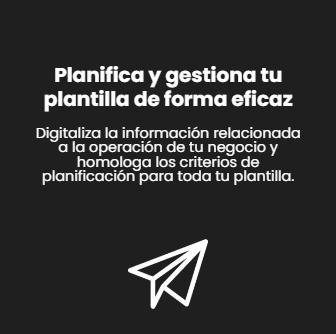 Planifica y gestiona tu
plantilla de forma eficaz
Digitaliza la información relacionada
a la operación de tu negocio y
homologa los criterios de
planificación para toda tu plantilla.